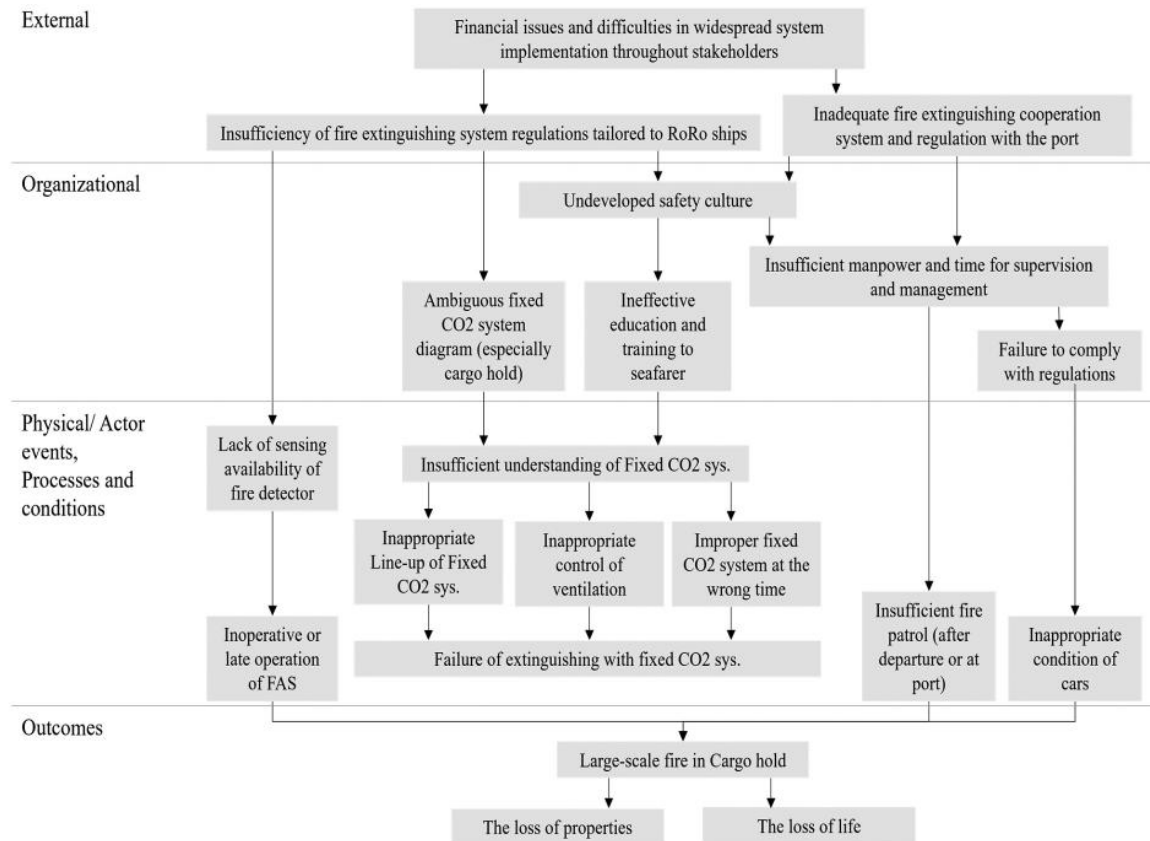 External
Financial issues and difficulties in widespread system
implementation throughout stakeholders
Insufficiency of fire extinguishing system regulations tailored to RoRo ships
Inadequate fire extinguishing cooperation
system and regulation with the port
Organizational
Undeveloped safety culture
Insufficient manpower and time for supervision
and management
Ambiguous fixed
CO2 system
diagram (especially
cargo hold)
Ineffective
education and
training to
seafarer
Failure to comply
with regulations
Physical/ Actor
events,
Processes and
conditions
Lack of sensing
availability of
fire detector
Insufficient understanding of Fixed CO2 sys.
Inappropriate
Line-up of Fixed
CO2 sys.
Inappropriate
control of
ventilation
Improper fixed
CO2 system at the
wrong time
Inoperative or
late operation
of FAS
Failure of extinguishing with fixed CO2 sys.
Insufficient fire
patrol (after
departure or at
port)
Inappropriate
condition of
cars
Outcomes
Large-scale fire in Cargo hold
The loss of properties
The loss of life